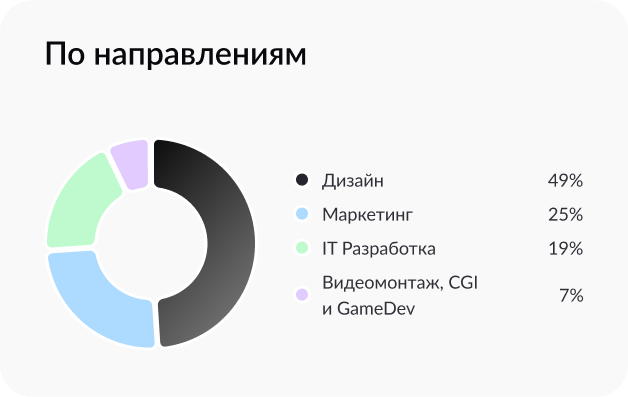 По направлениям
Дизайн 49%
Маркетинг 25%
IT Разработка 19%
Видеомонтаж, CGI
и GameDev 7%